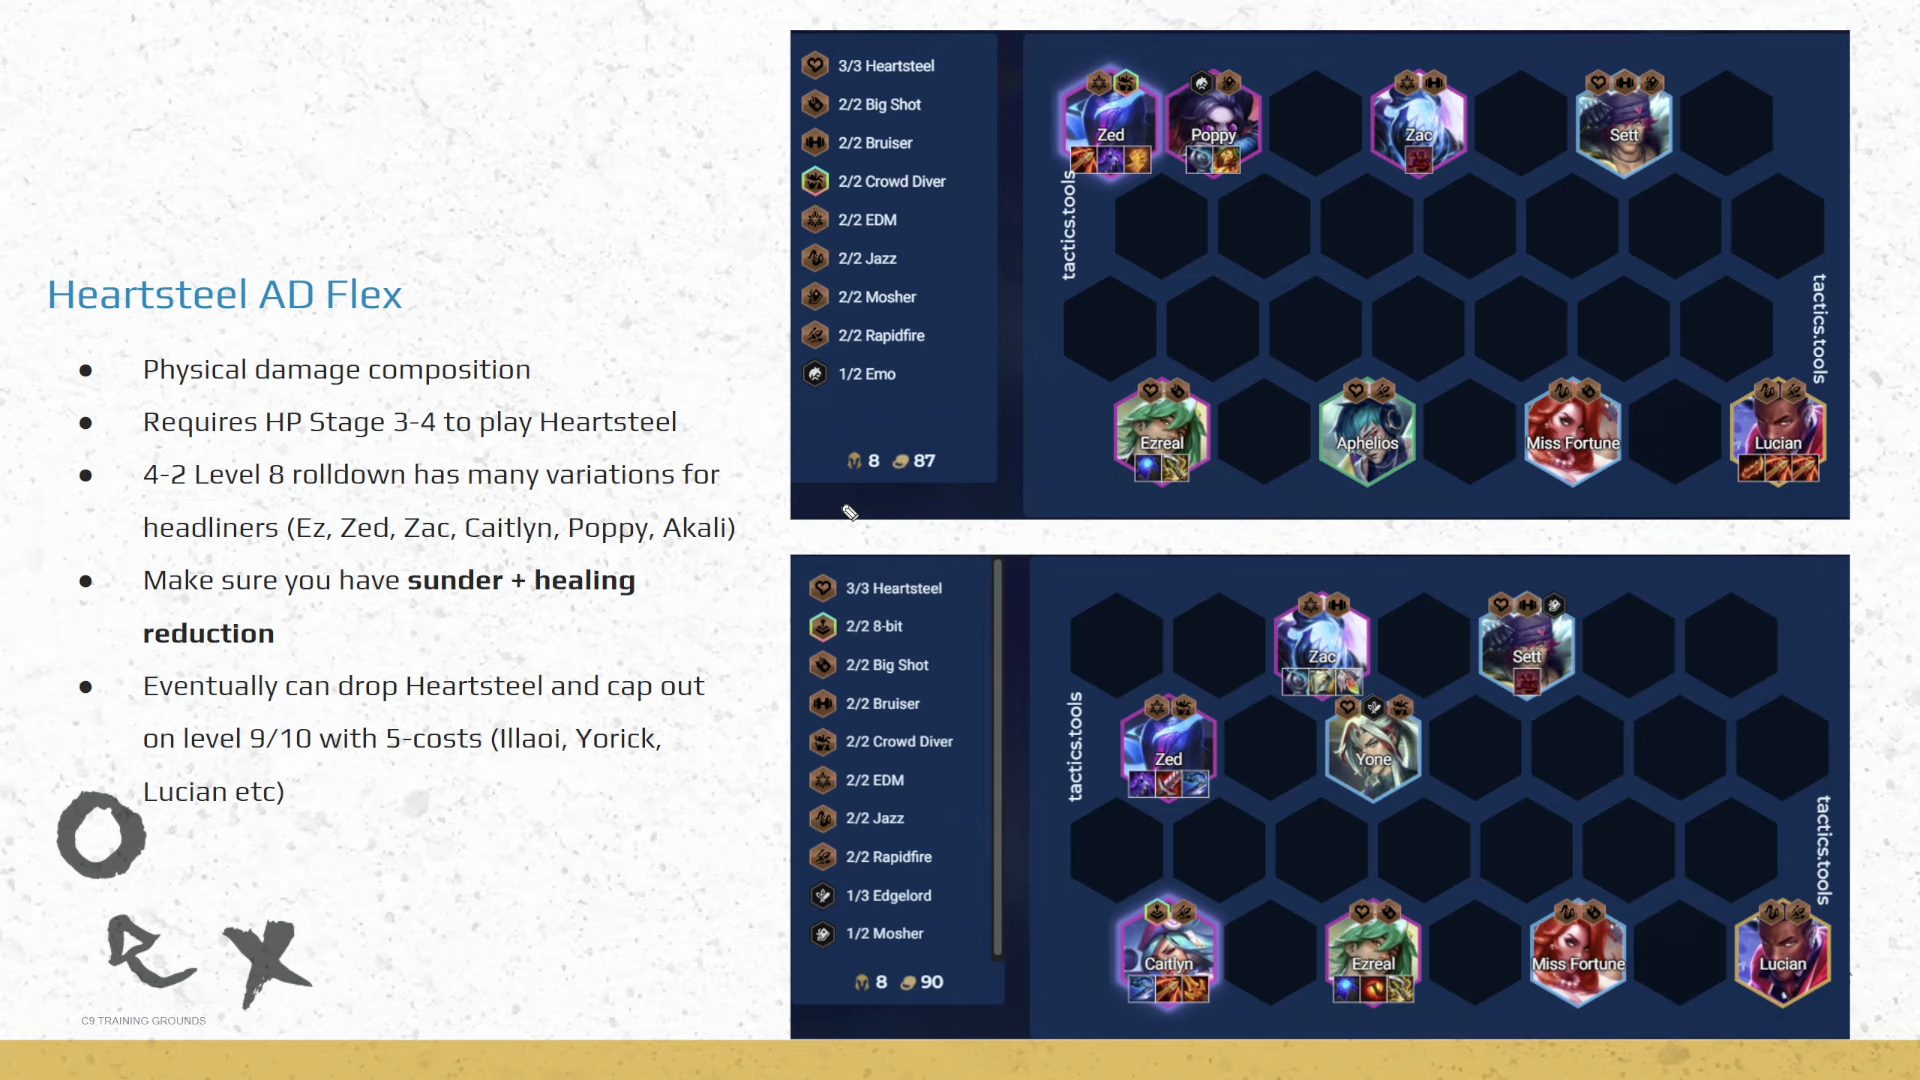 Heartsteel AD Flex
● Physical damage composition
● Requires HP Stage 3-4 to play Heartsteel
● 4-2 Level 8 rolldown has many variations for
headliners (Ez, Zed, Zac, Caitlyn, Poppy, Akali)
● Make sure you have sunder + healing
reduction
● Eventually can drop Heartsteel and cap out
on level 9/10 with 5-costs (Illaoi, Yorick,
Lucian etc)
C9 TRAINING GROUNDS
3/3 Heartsteel
2/2 Big Shot
2/2 Bruiser
2/2 Crowd Diver
2/2 EDM
2/2 Jazz
2/2 Mosher
2/2 Rapidfire
1/2 Emo
8 87
Zed Poppy Zac Sett
tactics.tools
tactics.tools
Ezreal Aphelios Miss Fortune Lucian
3/3 Heartsteel
2/2 8-bit
2/2 Big Shot
2/2 Bruiser
2/2 Crowd Diver
2/2 EDM
2/2 Jazz
2/2 Rapidfire
1/3 Edgelord
1/2 Mosher
8 90
Zac Sett
Zed Yone
tactics.tools
tactics.tools
Caitlyn Ezreal Miss Fortune Lucian